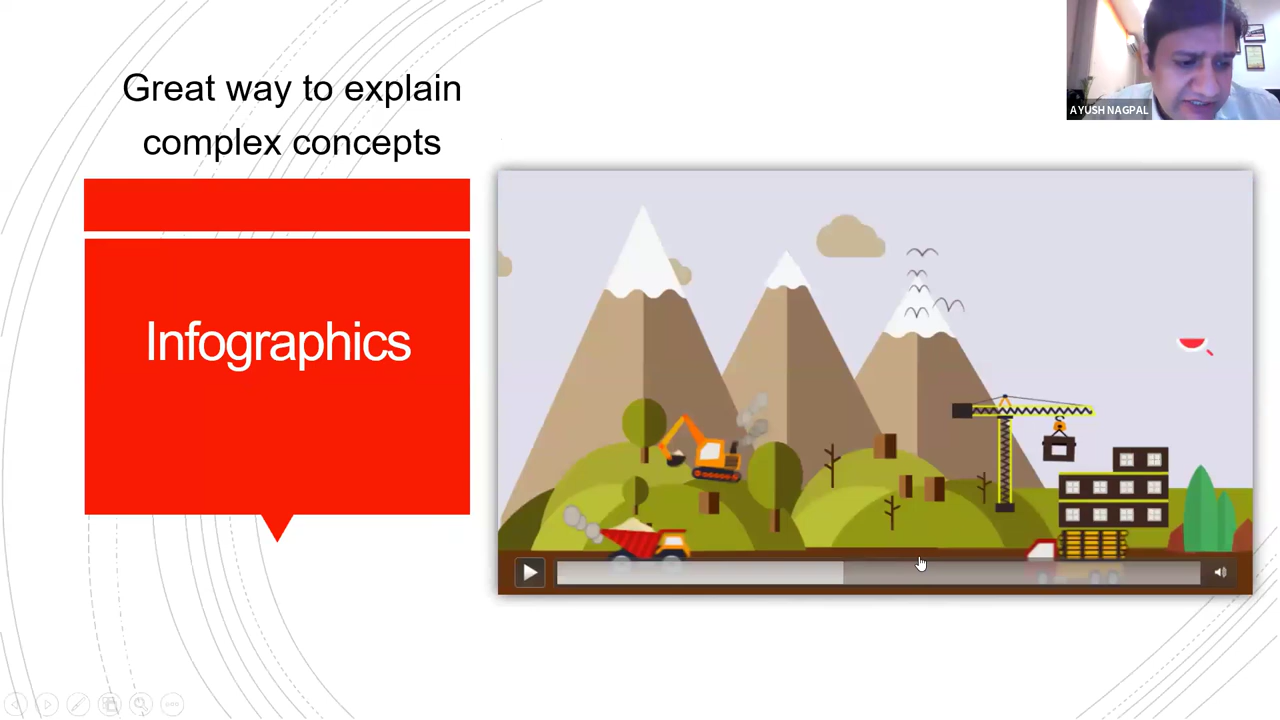 Great way to explain
complex concepts
Infographics
AYUSH NAGPAL